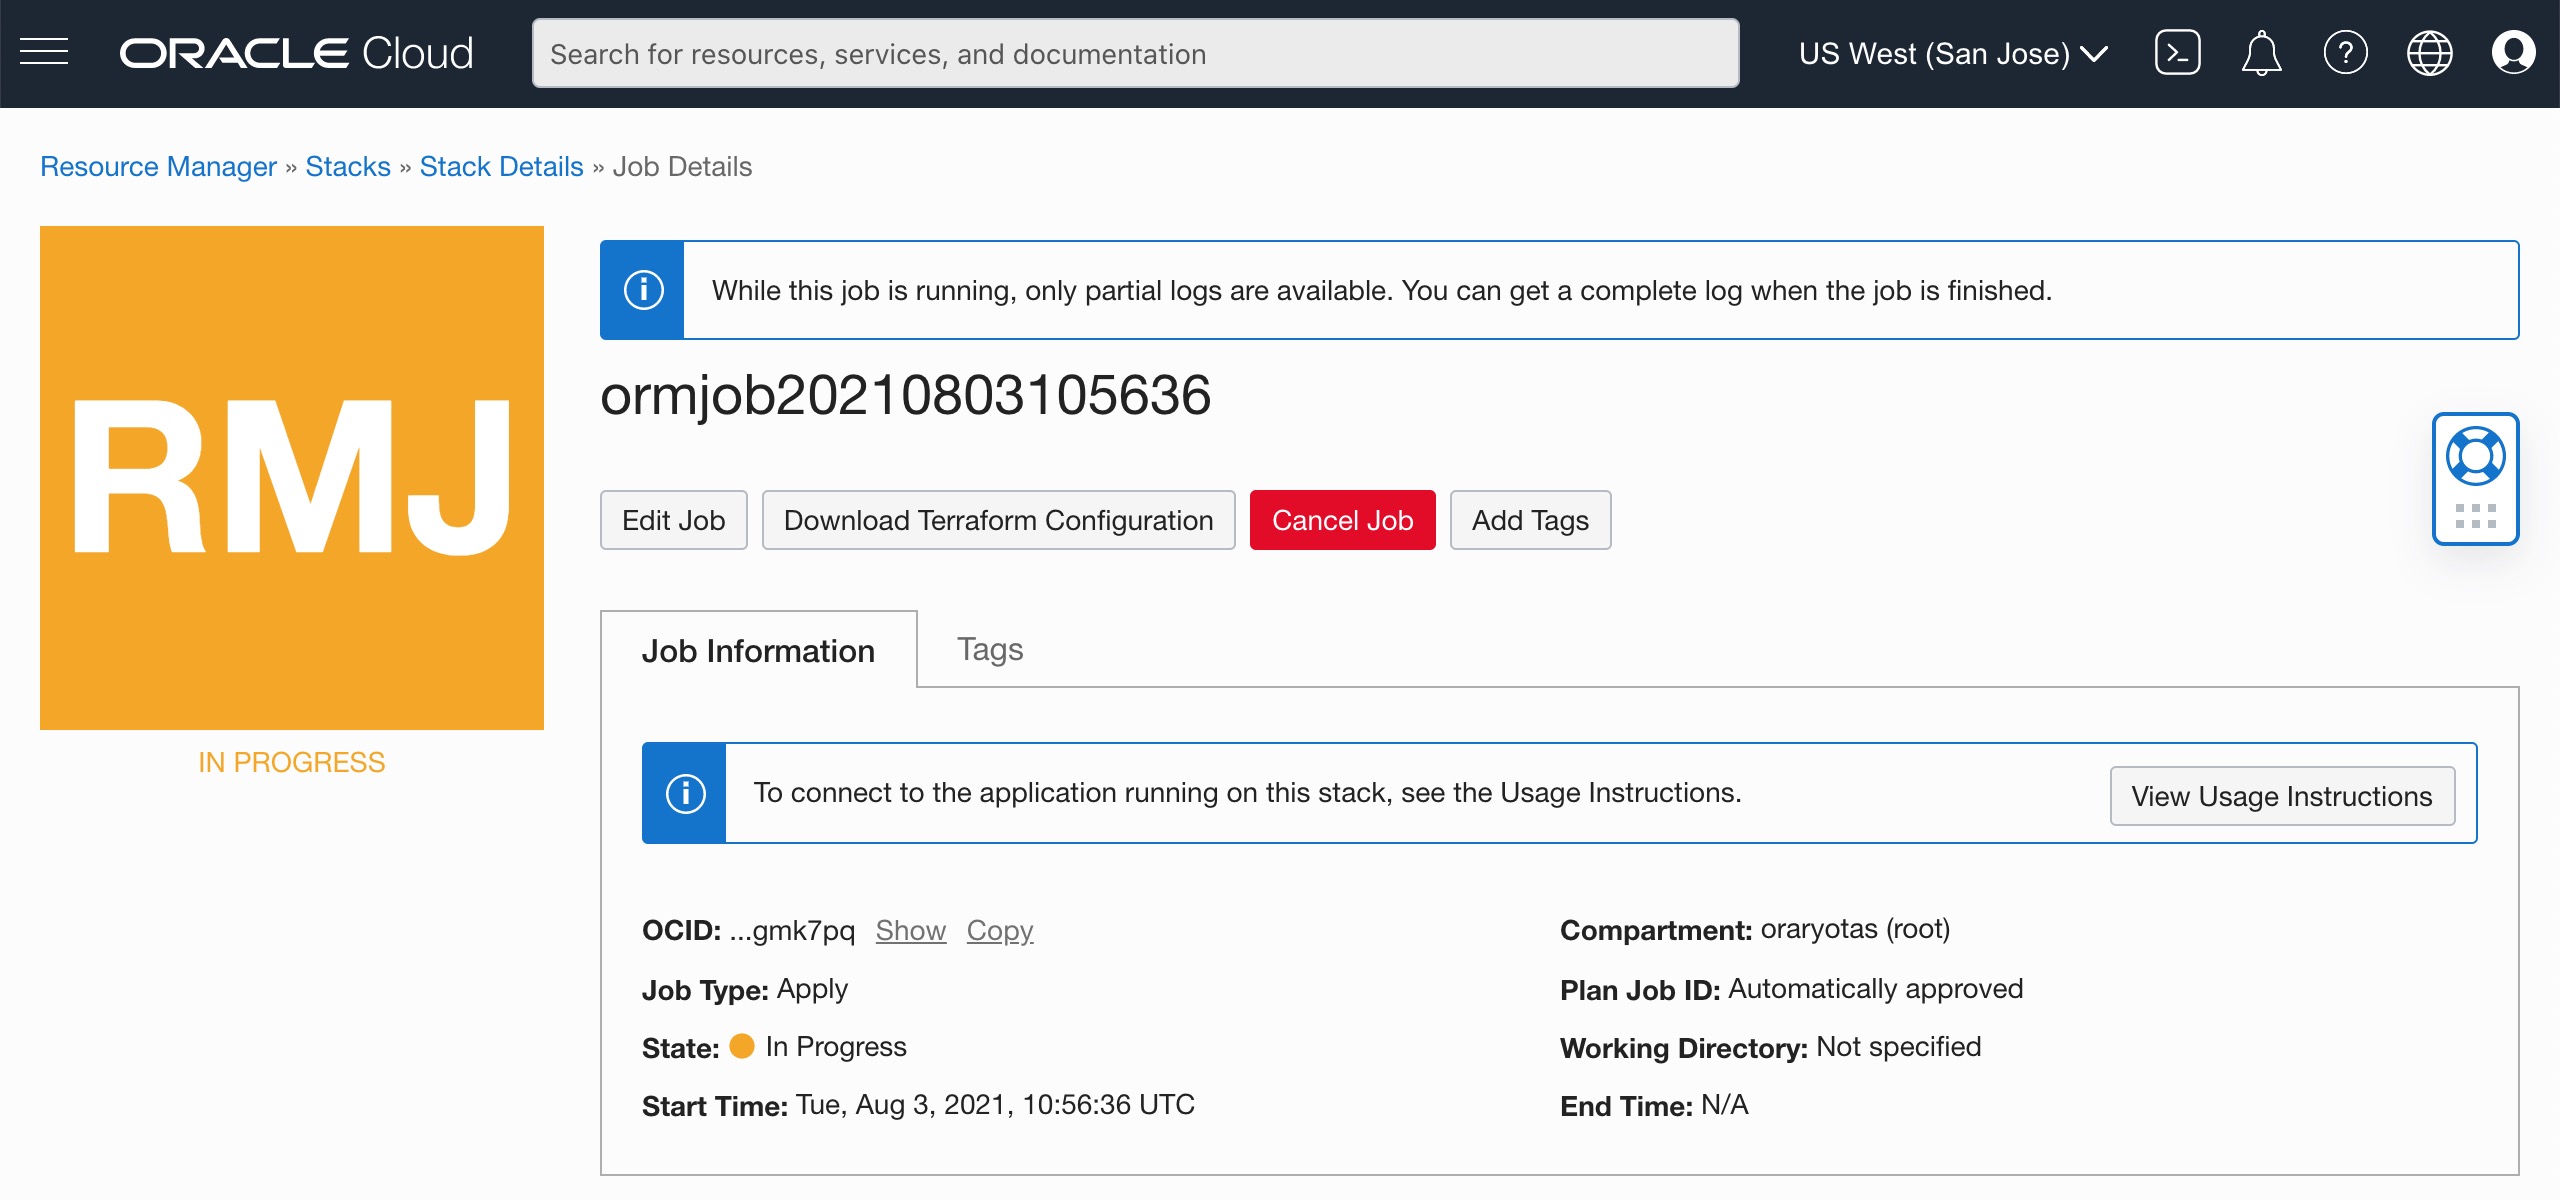 ORACLE Cloud
Search for resources, services, and documentation
US West (San Jose)
Resource Manager » Stacks » Stack Details » Job Details
RMJ
IN PROGRESS
While this job is running, only partial logs are available. You can get a complete log when the job is finished.
ormjob20210803105636
Edit Job
Download Terraform Configuration
Cancel Job
Add Tags
Job Information
Tags
To connect to the application running on this stack, see the Usage Instructions.
View Usage Instructions
OCID: ...gmk7pq Show Copy
Job Type: Apply
State: In Progress
Start Time: Tue, Aug 3, 2021, 10:56:36 UTC
Compartment: oraryotas (root)
Plan Job ID: Automatically approved
Working Directory: Not specified
End Time: N/A